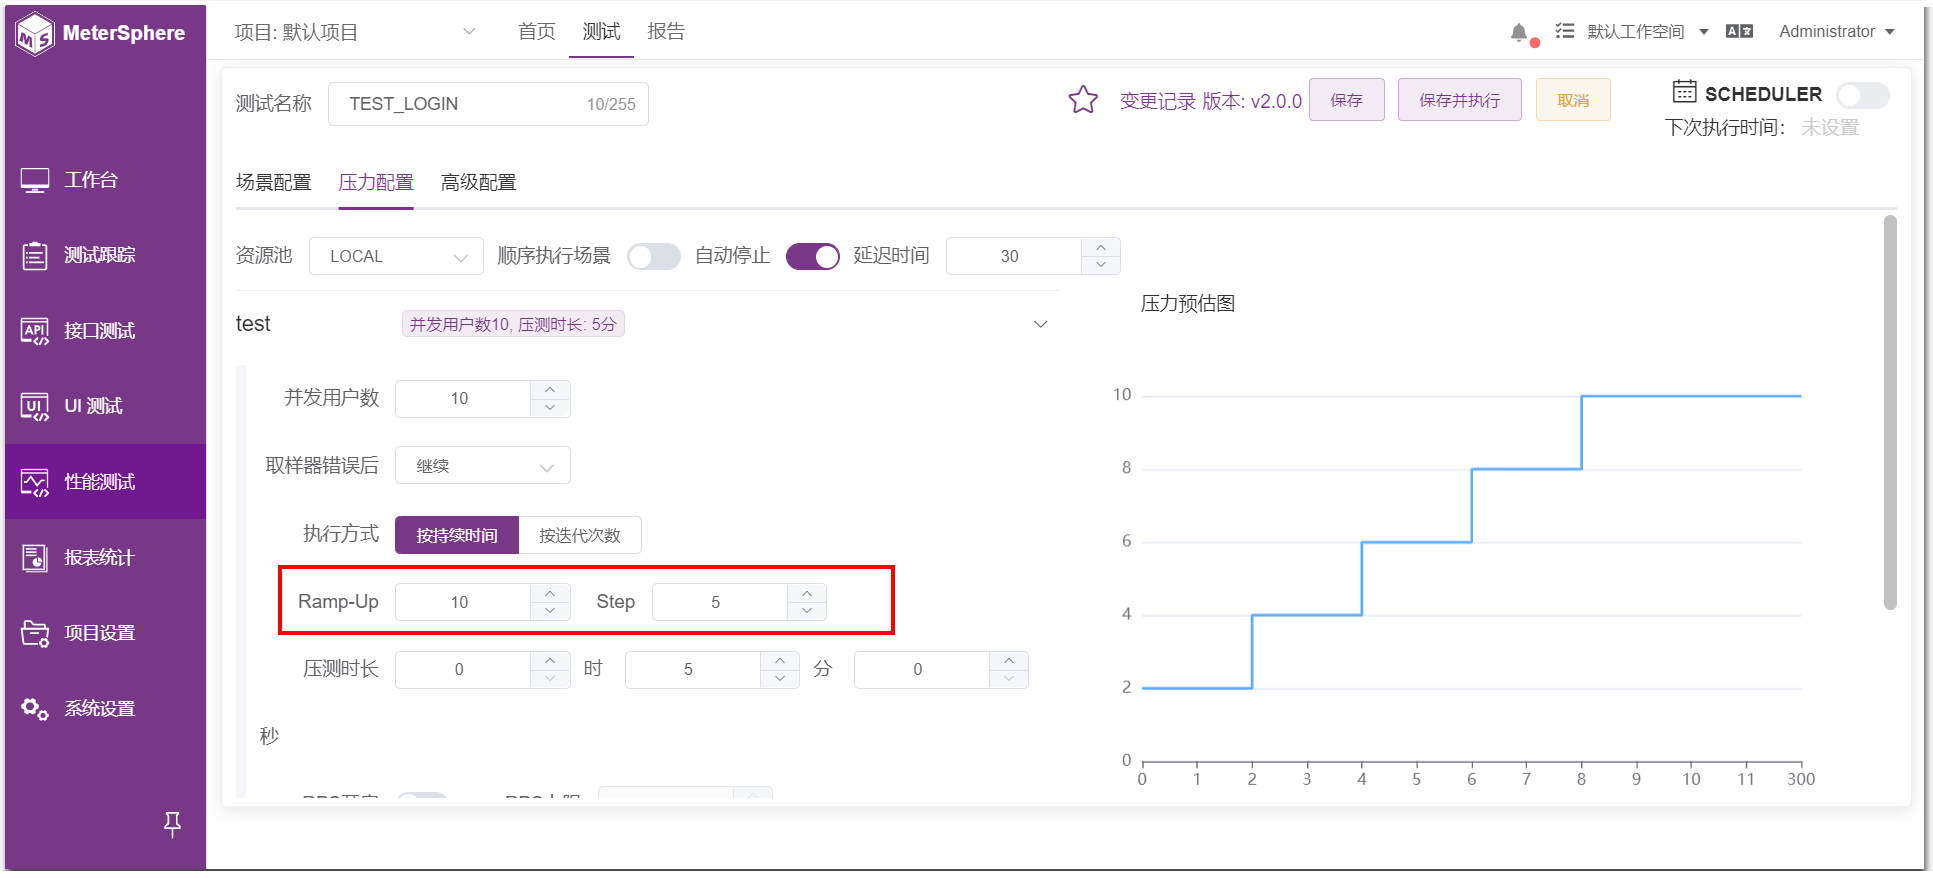 MeterSphere
项目: 默认项目
首页
测试
报告
默认工作空间
Administrator
测试名称
TEST_LOGIN
10/255
变更记录 版本: v2.0.0
保存
保存并执行
取消
SCHEDULER
下次执行时间:
未设置
工作台
测试跟踪
接口测试
UI 测试
性能测试
报表统计
项目设置
系统设置
场景配置
压力配置
高级配置
资源池
LOCAL
顺序执行场景
自动停止
延迟时间
30
test
并发用户数10, 压测时长: 5分
并发用户数
10
取样器错误后
继续
执行方式
按持续时间
按迭代次数
Ramp-Up
10
Step
5
压测时长
0
时
5
分
0
秒
压力预估图
10
8
6
4
2
0
0 1 2 3 4 5 6 7 8 9 10 11 300